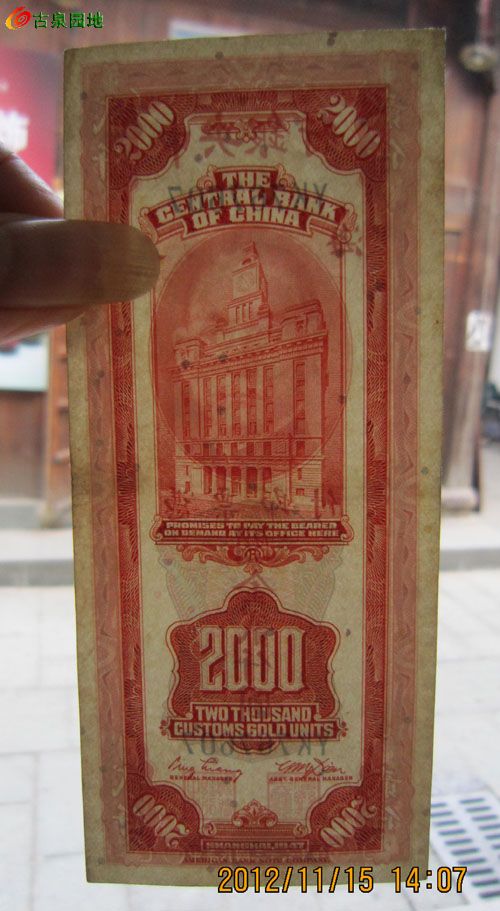 古泉园地
2000 2000
THE
CENTRAL BANK
OF CHINA
PROMISES TO PAY THE BEARER
ON DEMAND AT ITS OFFICE HERE
2000
TWO THOUSAND
CUSTOMS GOLD UNITS
GENERAL MANAGER ASST. GENERAL MANAGER
2000 2000
SHANGHAI, 1947
AMERICAN BANK NOTE COMPANY
2012/11/15 14:07